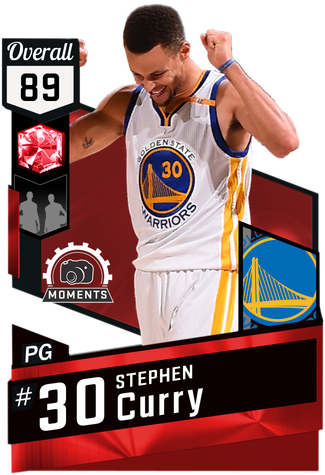 Overall
89
GOLDEN STATE
30
WARRIORS
MOMENTS
PG
#30 STEPHEN
Curry